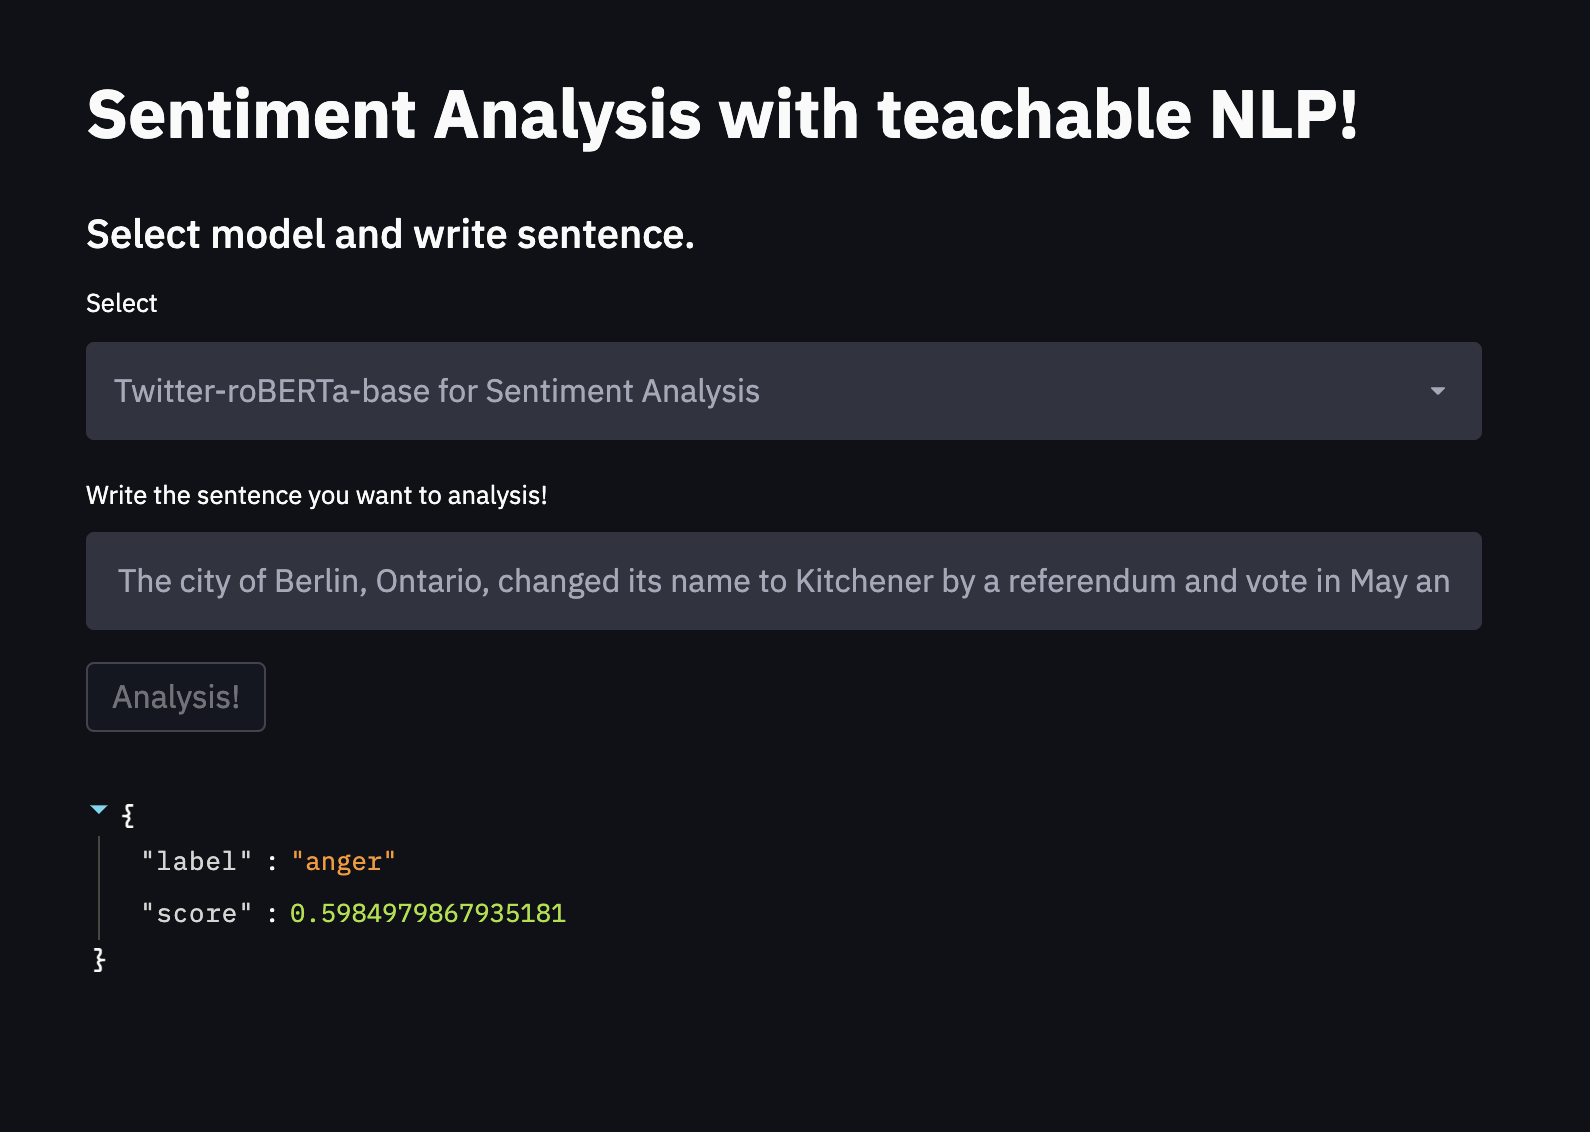 Sentiment Analysis with teachable NLP!
Select model and write sentence.
Select
Twitter-roBERTa-base for Sentiment Analysis
Write the sentence you want to analysis!
The city of Berlin, Ontario, changed its name to Kitchener by a referendum and vote in May an
Analysis!
{
"label" : "anger"
"score" : 0.5984979867935181
}